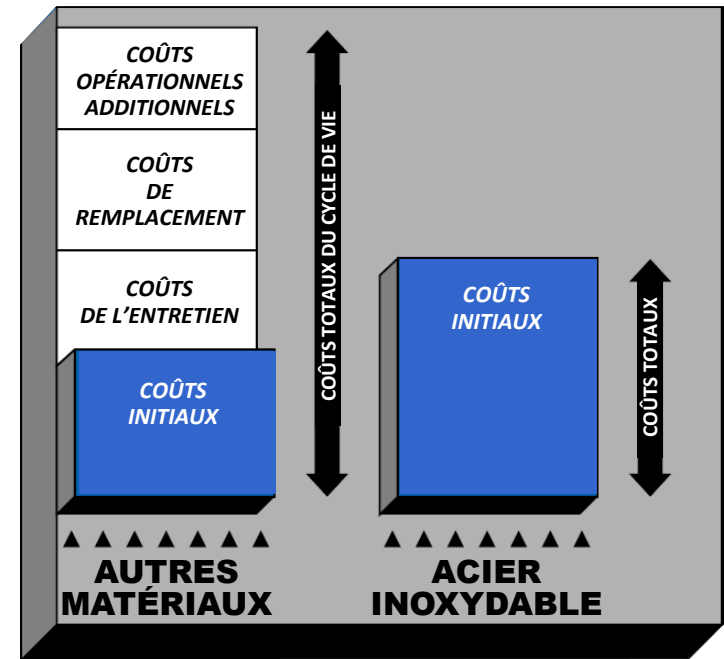 COÛTS
OPÉRATIONNELS
ADDITIONNELS
COÛTS
DE
REMPLACEMENT
COÛTS
DE L’ENTRETIEN
COÛTS
INITIAUX
COÛTS TOTAUX DU CYCLE DE VIE
COÛTS
INITIAUX
COÛTS TOTAUX
AUTRES
MATÉRIAUX
ACIER
INOXYDABLE